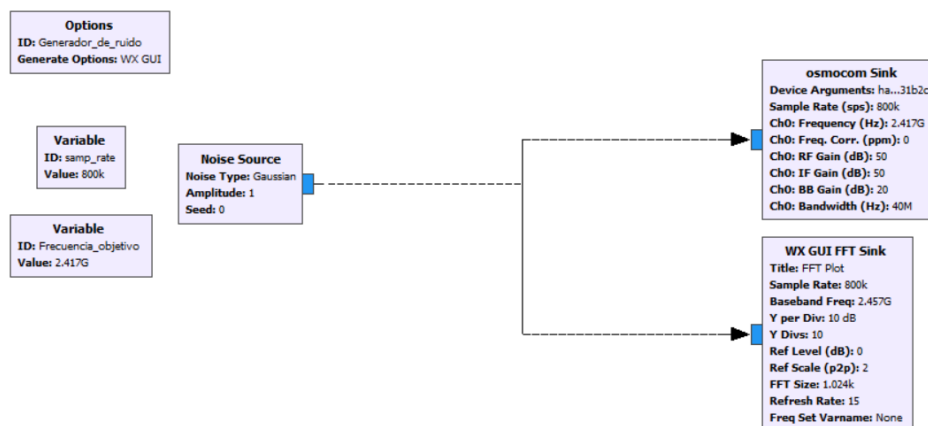 Options
ID: Generador_de_ruido
Generate Options: WX GUI
Variable
ID: samp_rate
Value: 800k
Variable
ID: Frecuencia_objetivo
Value: 2.417G
Noise Source
Noise Type: Gaussian
Amplitude: 1
Seed: 0
osmocom Sink
Device Arguments: ha...31b2c
Sample Rate (sps): 800k
Ch0: Frequency (Hz): 2.417G
Ch0: Freq. Corr. (ppm): 0
Ch0: RF Gain (dB): 50
Ch0: IF Gain (dB): 50
Ch0: BB Gain (dB): 20
Ch0: Bandwidth (Hz): 40M
WX GUI FFT Sink
Title: FFT Plot
Sample Rate: 800k
Baseband Freq: 2.457G
Y per Div: 10 dB
Y Divs: 10
Ref Level (dB): 0
Ref Scale (p2p): 2
FFT Size: 1.024k
Refresh Rate: 15
Freq Set Varname: None